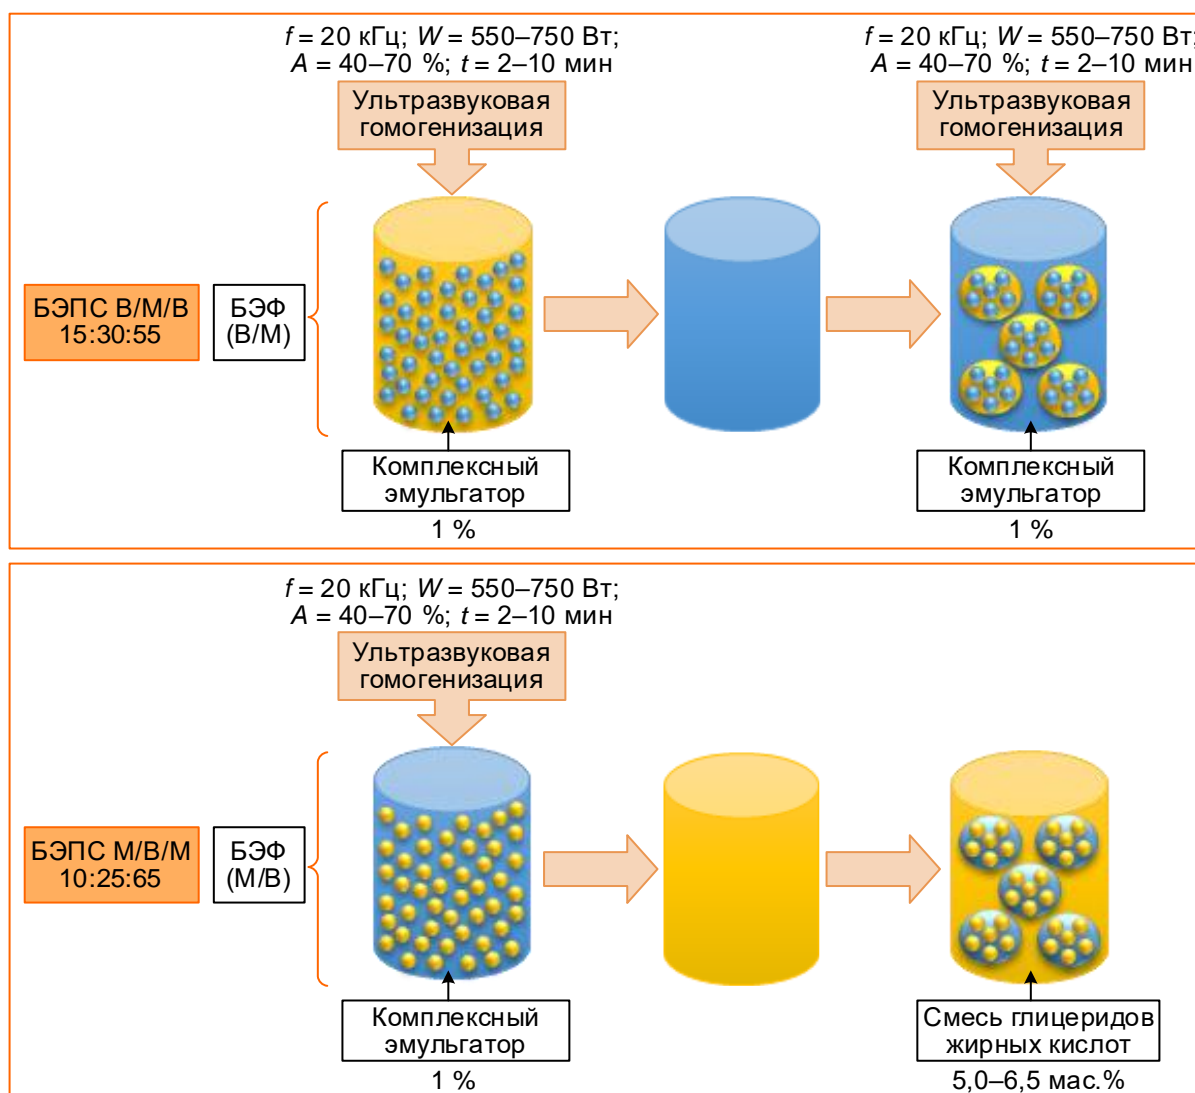 f = 20 кГц; W = 550–750 Вт;
A = 40–70 %; t = 2–10 мин
Ультразвуковая
гомогенизация
f = 20 кГц; W = 550–750 Вт;
A = 40–70 %; t = 2–10 мин
Ультразвуковая
гомогенизация
БЭПС В/М/В
15:30:55
БЭФ
(В/М)
Комплексный
эмульгатор
1 %
Комплексный
эмульгатор
1 %
f = 20 кГц; W = 550–750 Вт;
A = 40–70 %; t = 2–10 мин
Ультразвуковая
гомогенизация
БЭПС М/В/М
10:25:65
БЭФ
(М/В)
Комплексный
эмульгатор
1 %
Смесь глицеридов
жирных кислот
5,0–6,5 мас.%